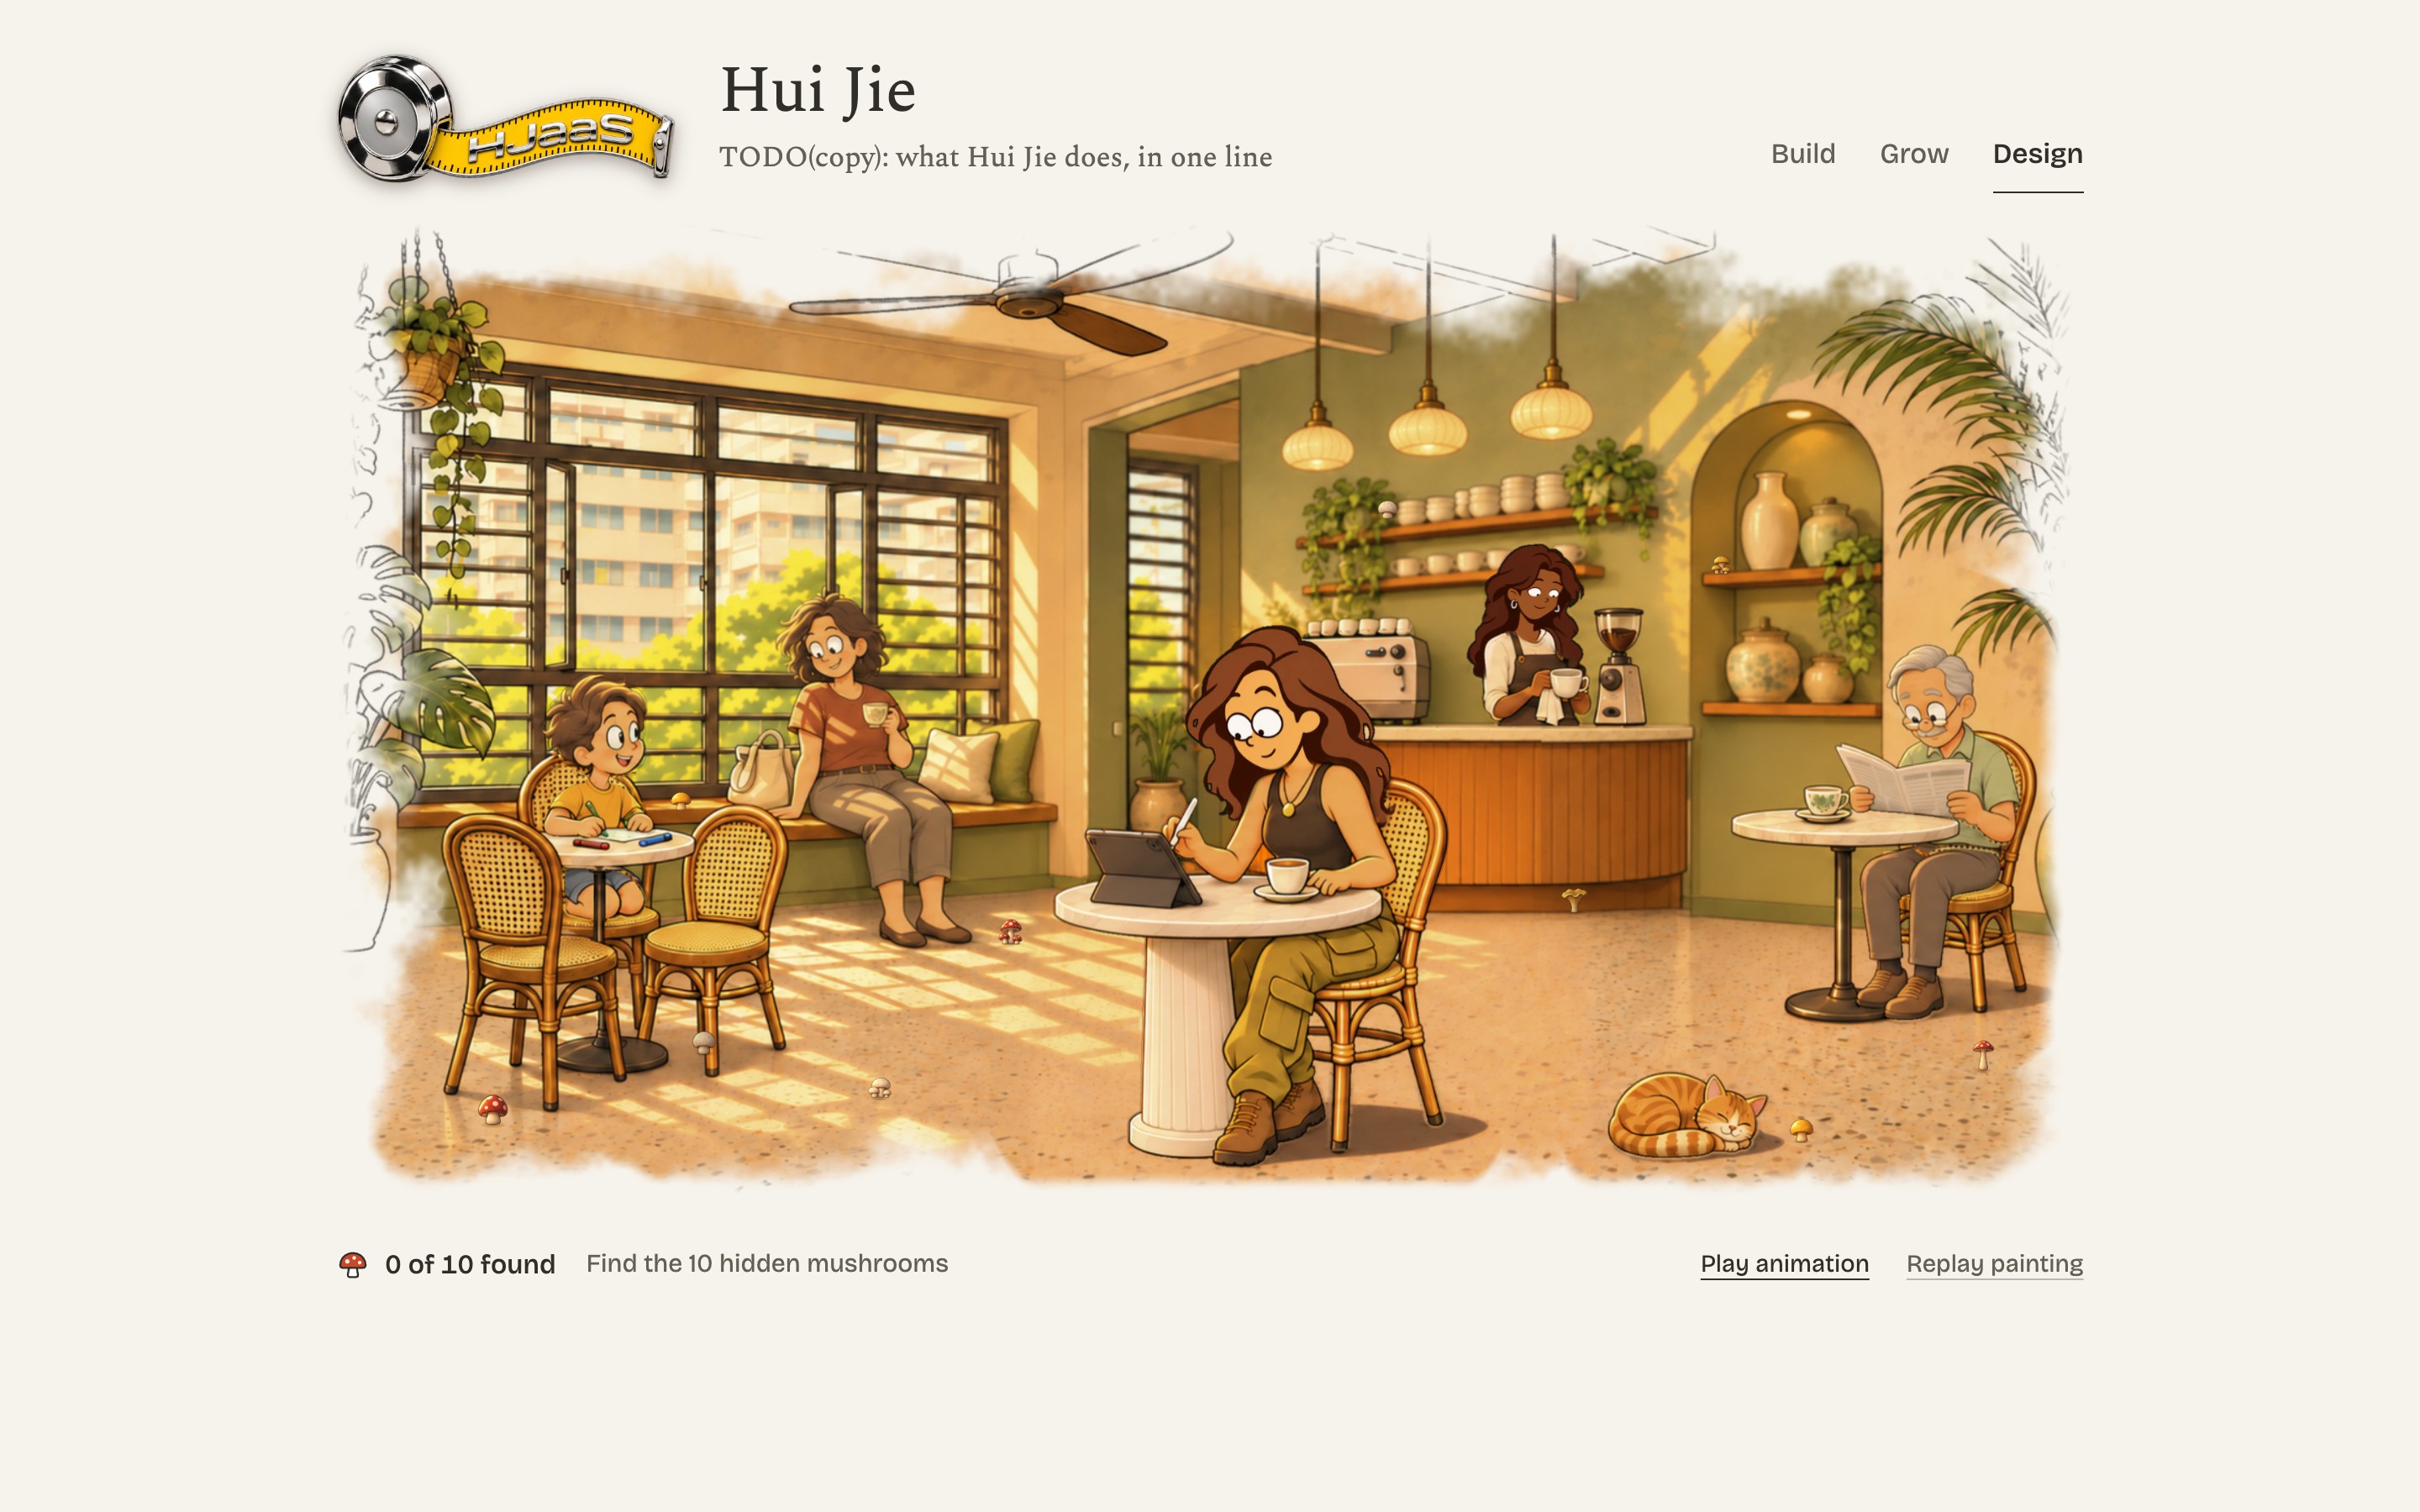 HJaaS
Hui Jie
TODO(copy): what Hui Jie does, in one line
Build
Grow
Design
0 of 10 found
Find the 10 hidden mushrooms
Play animation
Replay painting